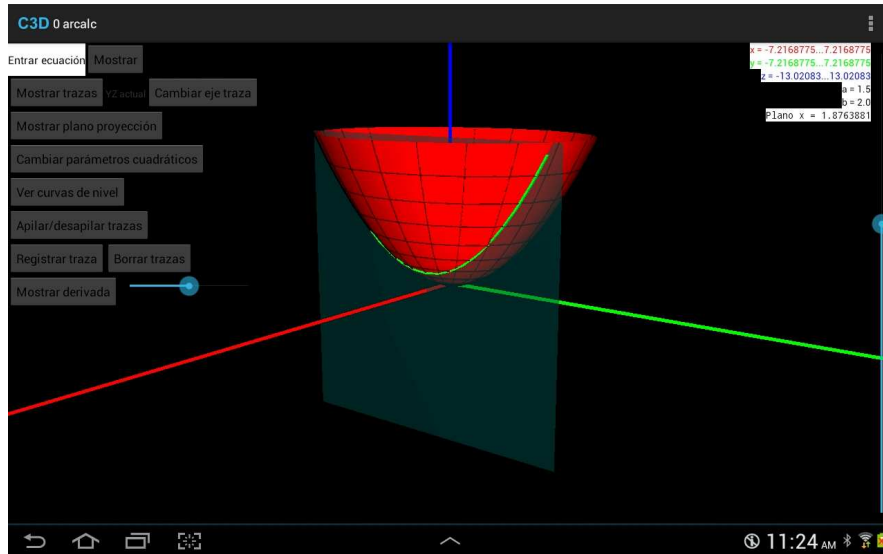 C3D 0 arcalc
Entrar ecuación Mostrar
Mostrar trazas YZ actual Cambiar eje traza
Mostrar plano proyección
Cambiar parámetros cuadráticos
Ver curvas de nivel
Apilar/desapilar trazas
Registrar traza Borrar trazas
Mostrar derivada
x = -7.2168775...7.2168775
y = -7.2168775...7.2168775
z = -13.02083...13.02083
a = 1.5
b = 2.0
Plano x = 1.8763881
11:24 AM